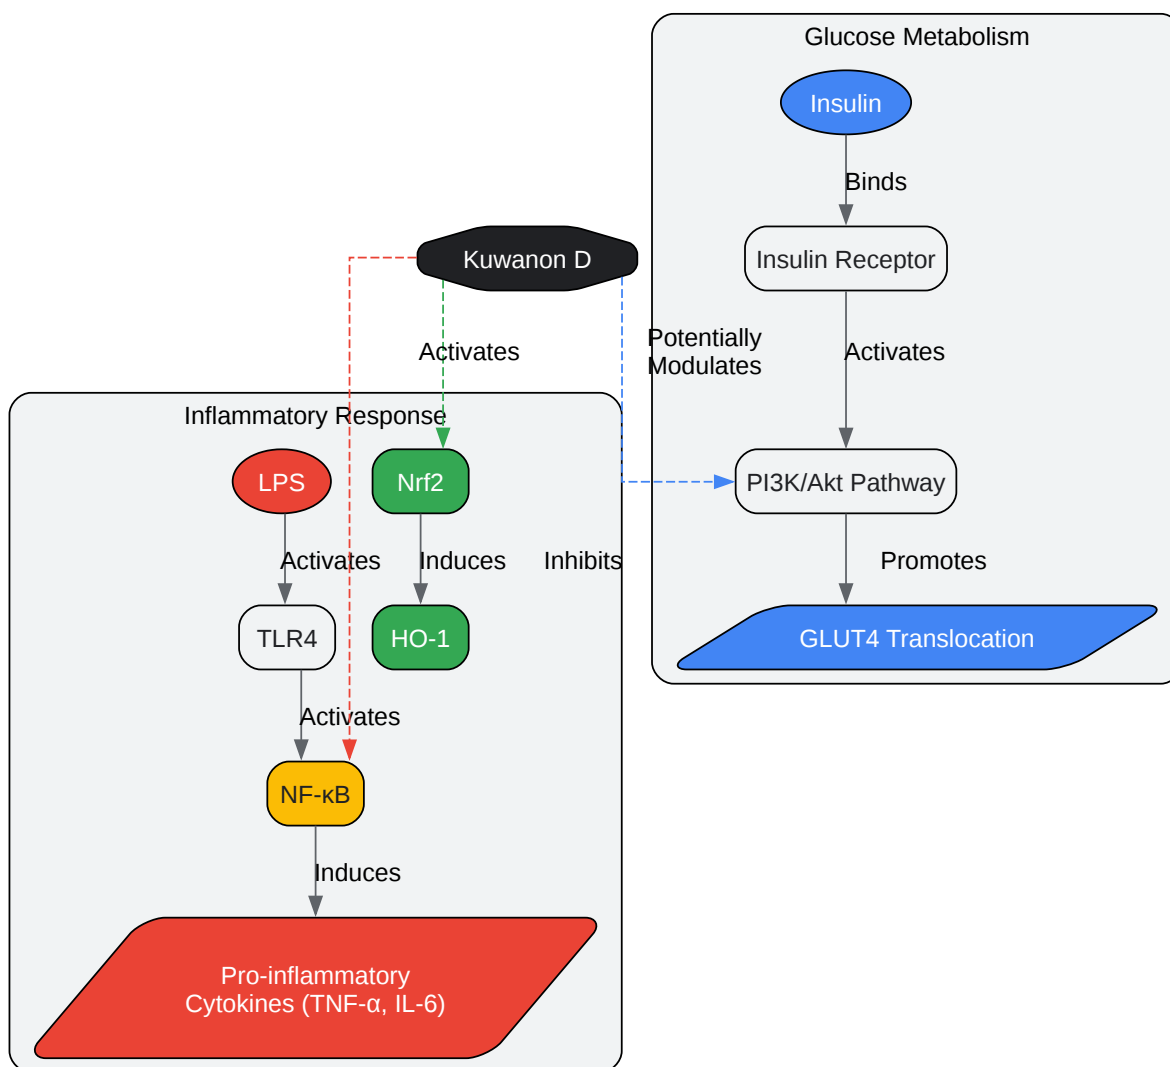 Glucose Metabolism
Insulin
Binds
Kuwanon D
Insulin Receptor
Activates
Potentially
Modulates
Activates
Inflammatory Response
LPS
Nrf2
PI3K/Akt Pathway
Activates
Induces
Inhibits
Promotes
TLR4
HO-1
GLUT4 Translocation
Activates
NF-κB
Induces
Pro-inflammatory
Cytokines (TNF-α, IL-6)